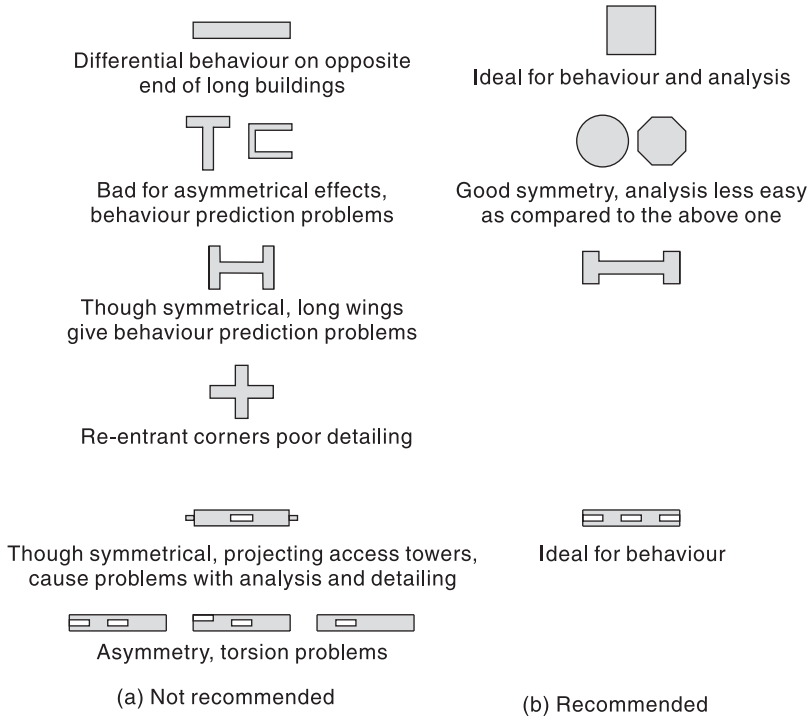 Differential behaviour on opposite
end of long buildings
Ideal for behaviour and analysis
Bad for asymmetrical effects,
behaviour prediction problems
Good symmetry, analysis less easy
as compared to the above one
Though symmetrical, long wings
give behaviour prediction problems
Re-entrant corners poor detailing
Though symmetrical, projecting access towers,
cause problems with analysis and detailing
Ideal for behaviour
Asymmetry, torsion problems
(a) Not recommended
(b) Recommended